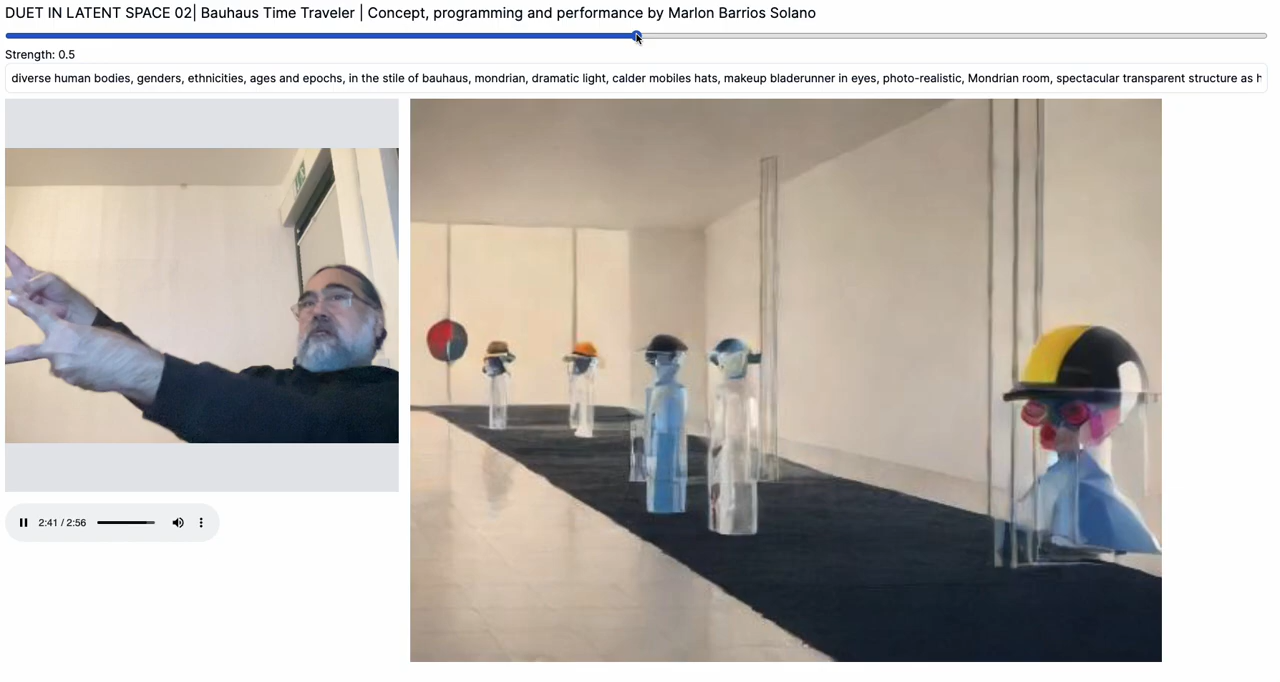 DUET IN LATENT SPACE 02| Bauhaus Time Traveler | Concept, programming and performance by Marlon Barrios Solano
Strength: 0.5
diverse human bodies, genders, ethnicities, ages and epochs, in the stile of bauhaus, mondrian, dramatic light, calder mobiles hats, makeup bladerunner in eyes, photo-realistic, Mondrian room, spectacular transparent structure as h
2:41 / 2:56